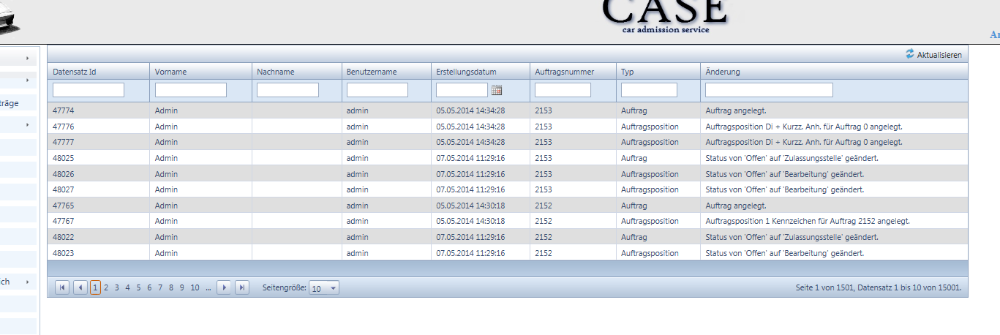 CASE
car admission service
Ar
Aktualisieren
träge
ich
Datensatz Id Vorname Nachname Benutzername Erstellungsdatum Auftragsnummer Typ Änderung
47774 Admin admin 05.05.2014 14:34:28 2153 Auftrag Auftrag angelegt.
47776 Admin admin 05.05.2014 14:34:28 2153 Auftragsposition Auftragsposition Di + Kurzz. Anh. für Auftrag 0 angelegt.
47777 Admin admin 05.05.2014 14:34:28 2153 Auftragsposition Auftragsposition Di + Kurzz. Anh. für Auftrag 0 angelegt.
48025 Admin admin 07.05.2014 11:29:16 2153 Auftrag Status von 'Offen' auf 'Zulassungsstelle' geändert.
48026 Admin admin 07.05.2014 11:29:16 2153 Auftragsposition Status von 'Offen' auf 'Bearbeitung' geändert.
48027 Admin admin 07.05.2014 11:29:16 2153 Auftragsposition Status von 'Offen' auf 'Bearbeitung' geändert.
47765 Admin admin 05.05.2014 14:30:18 2152 Auftrag Auftrag angelegt.
47767 Admin admin 05.05.2014 14:30:18 2152 Auftragsposition Auftragsposition 1 Kennzeichen für Auftrag 2152 angelegt.
48022 Admin admin 07.05.2014 11:29:16 2152 Auftrag Status von 'Offen' auf 'Zulassungsstelle' geändert.
48023 Admin admin 07.05.2014 11:29:16 2152 Auftragsposition Status von 'Offen' auf 'Bearbeitung' geändert.
1 2 3 4 5 6 7 8 9 10 ... Seitengröße: 10 Seite 1 von 1501, Datensatz 1 bis 10 von 15001.